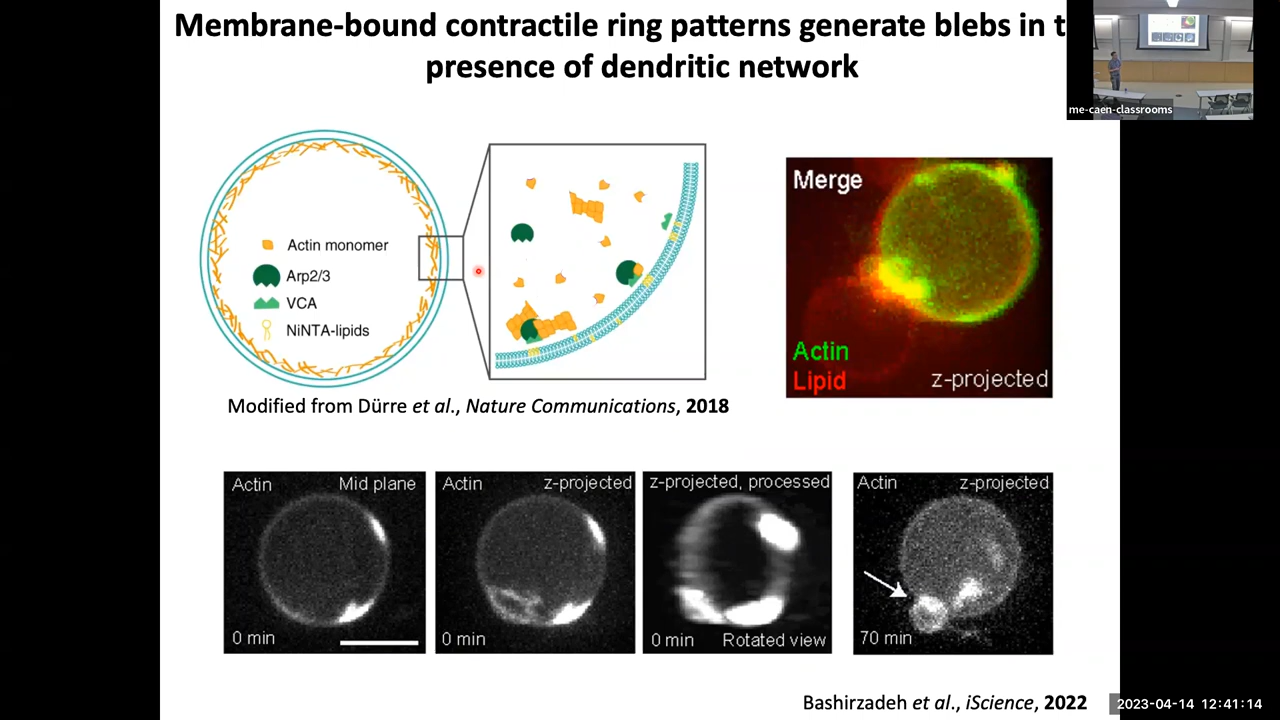 Membrane-bound contractile ring patterns generate blebs in t
presence of dendritic network
me-caen-classrooms
Actin monomer
Arp2/3
VCA
NiNTA-lipids
Modified from Dürre et al., Nature Communications, 2018
Merge
Actin
Lipid
z-projected
Actin
Mid plane
0 min
Actin
z-projected
0 min
z-projected, processed
0 min
Rotated view
Actin
z-projected
70 min
Bashirzadeh et al., iScience, 2022
2023-04-14 12:41:14